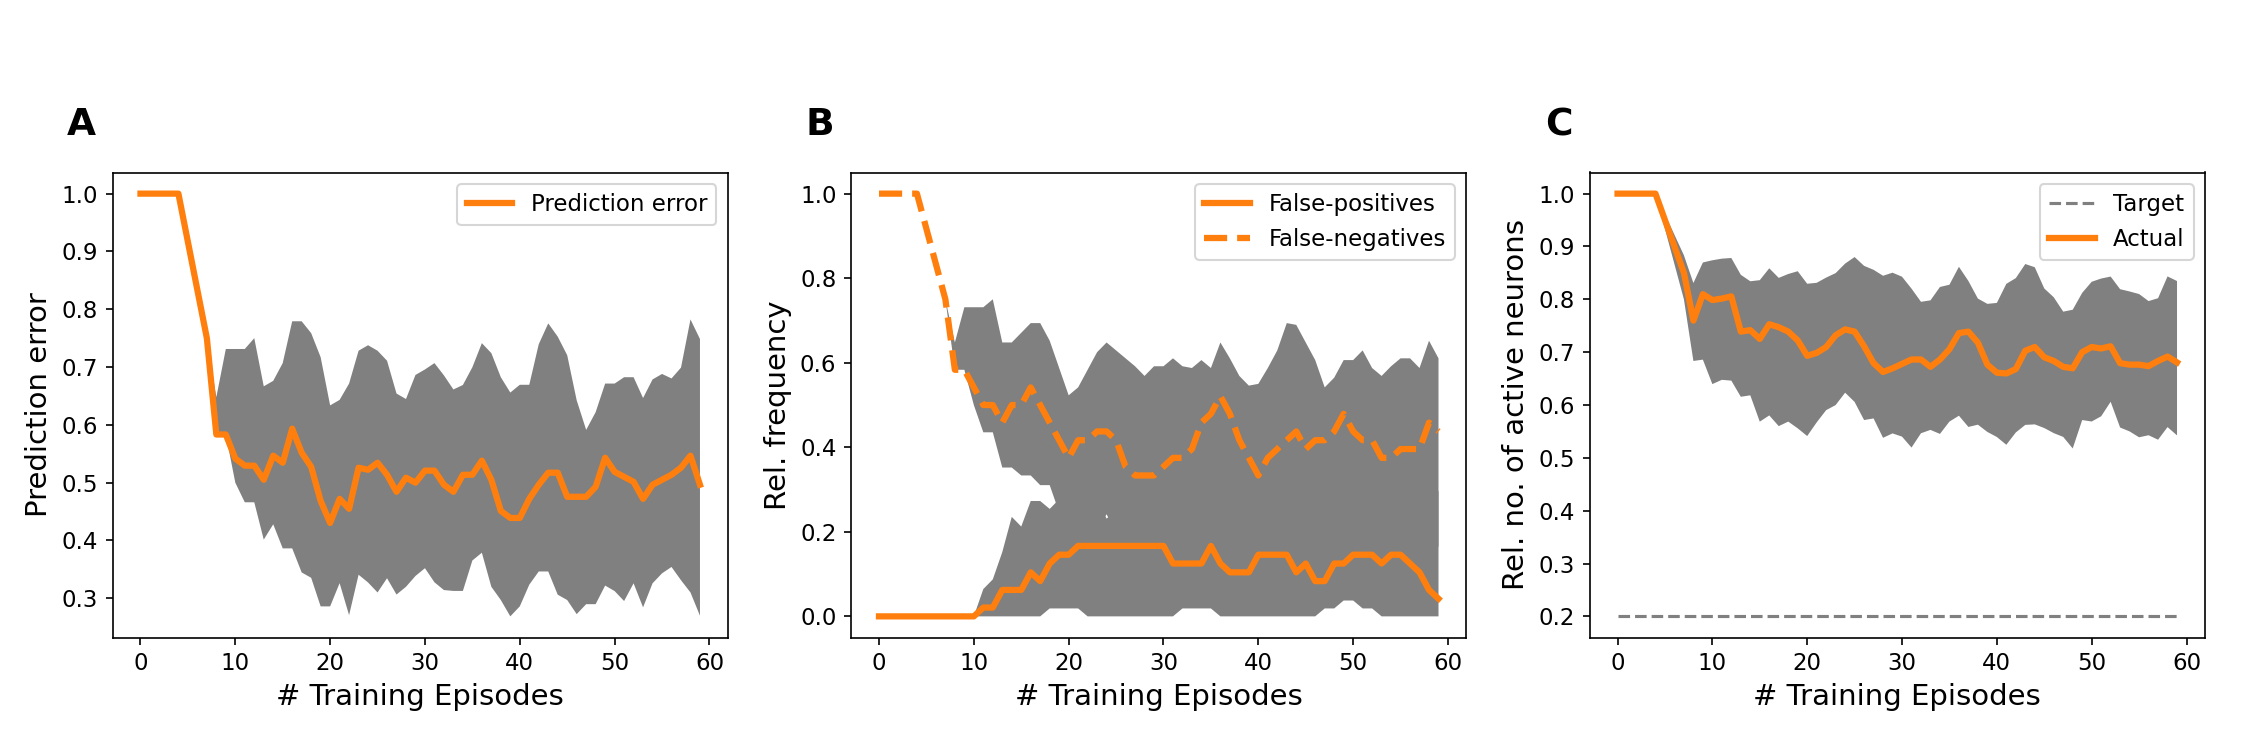 A
Prediction error
1.0
0.9
0.8
0.7
0.6
0.5
0.4
0.3
Prediction error
0 10 20 30 40 50 60
# Training Episodes
B
Rel. frequency
1.0
0.8
0.6
0.4
0.2
0.0
False-positives
False-negatives
0 10 20 30 40 50 60
# Training Episodes
C
Rel. no. of active neurons
1.0
0.9
0.8
0.7
0.6
0.5
0.4
0.3
0.2
Target
Actual
0 10 20 30 40 50 60
# Training Episodes